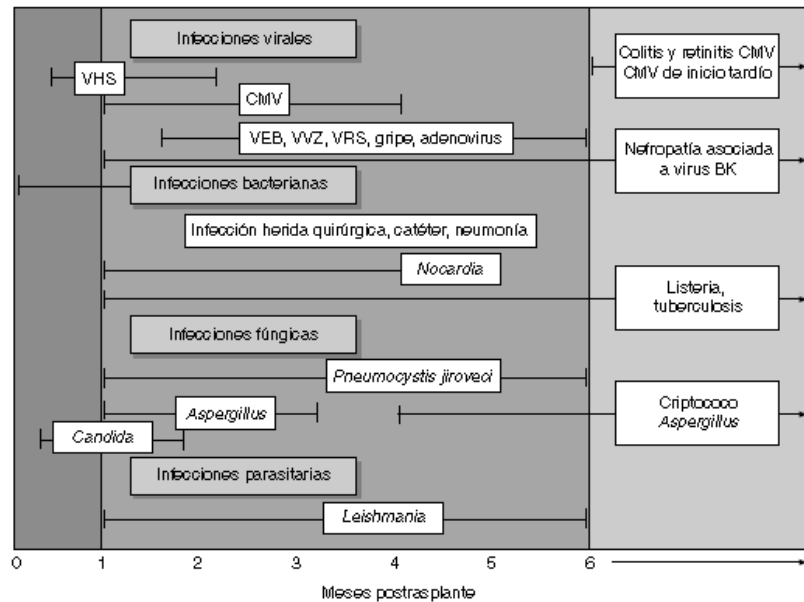 Infecciones virales
Colitis y retinitis CMV
CMV de inicio tardío
VHS
CMV
VEB, VVZ, VRS, gripe, adenovirus
Nefropatía asociada
a virus BK
Infecciones bacterianas
Infección herida quirúrgica, catéter, neumonía
Nocardia
Listeria,
tuberculosis
Infecciones fúngicas
Pneumocystis jiroveci
Aspergillus
Criptococo
Aspergillus
Candida
Infecciones parasitarias
Leishmania
0 1 2 3 4 5 6
Meses postrasplante